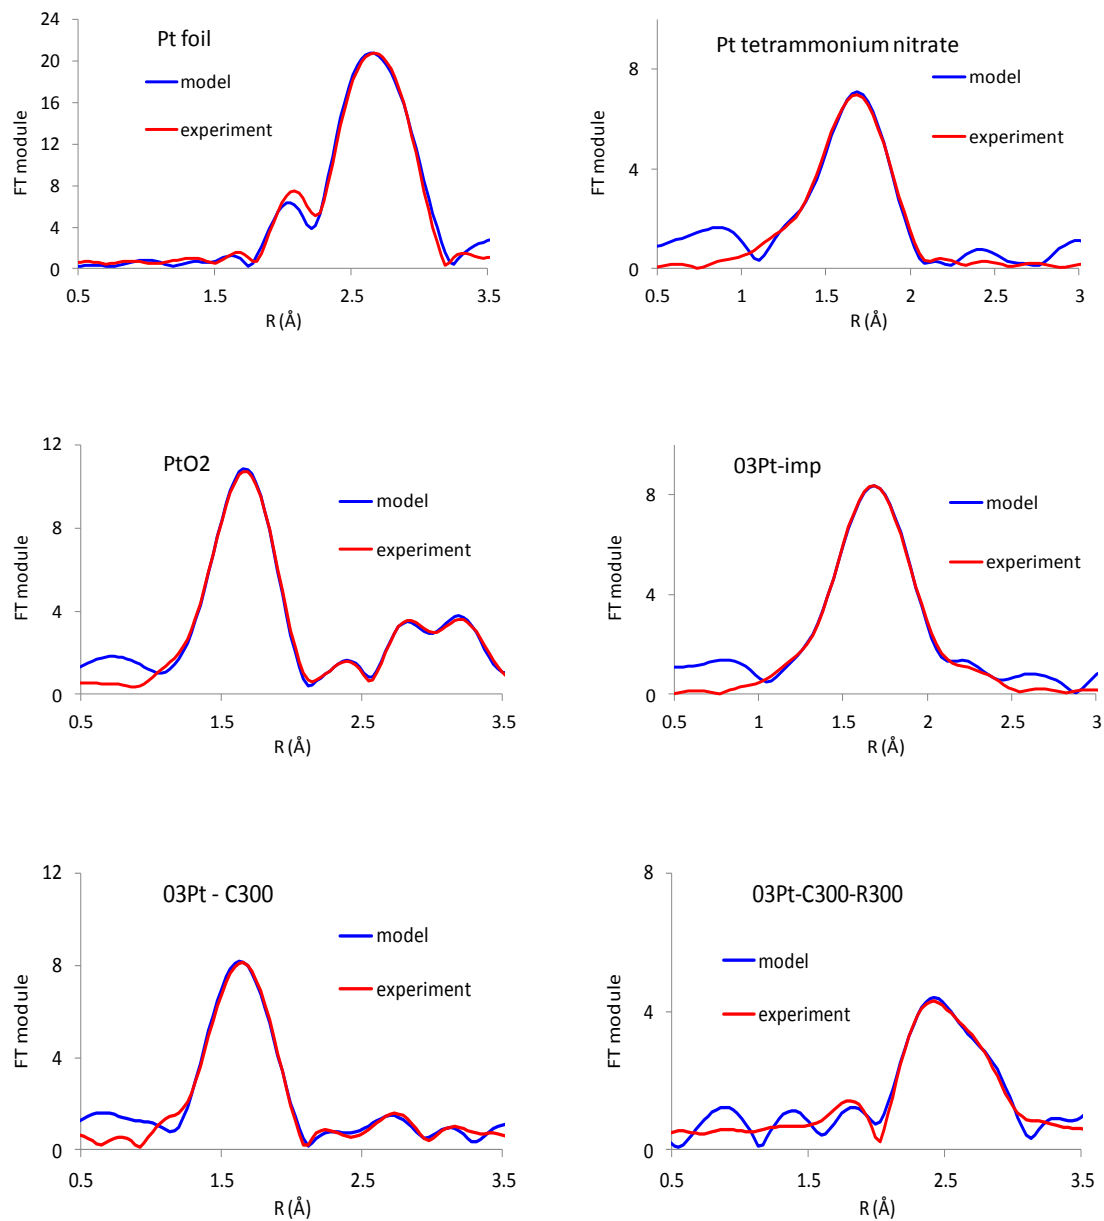 Pt foil
model
experiment
FT module
24
20
16
12
8
4
0
0.5 1.5 2.5 3.5
R (Å)
Pt tetrammonium nitrate
model
experiment
FT module
8
4
0
0.5 1 1.5 2 2.5 3
R (Å)
PtO2
model
experiment
FT module
12
8
4
0
0.5 1.5 2.5 3.5
R (Å)
03Pt-imp
model
experiment
FT module
8
4
0
0.5 1 1.5 2 2.5 3
R (Å)
03Pt - C300
model
experiment
FT module
12
8
4
0
0.5 1.5 2.5 3.5
R (Å)
03Pt-C300-R300
model
experiment
FT module
8
4
0
0.5 1.5 2.5 3.5
R (Å)